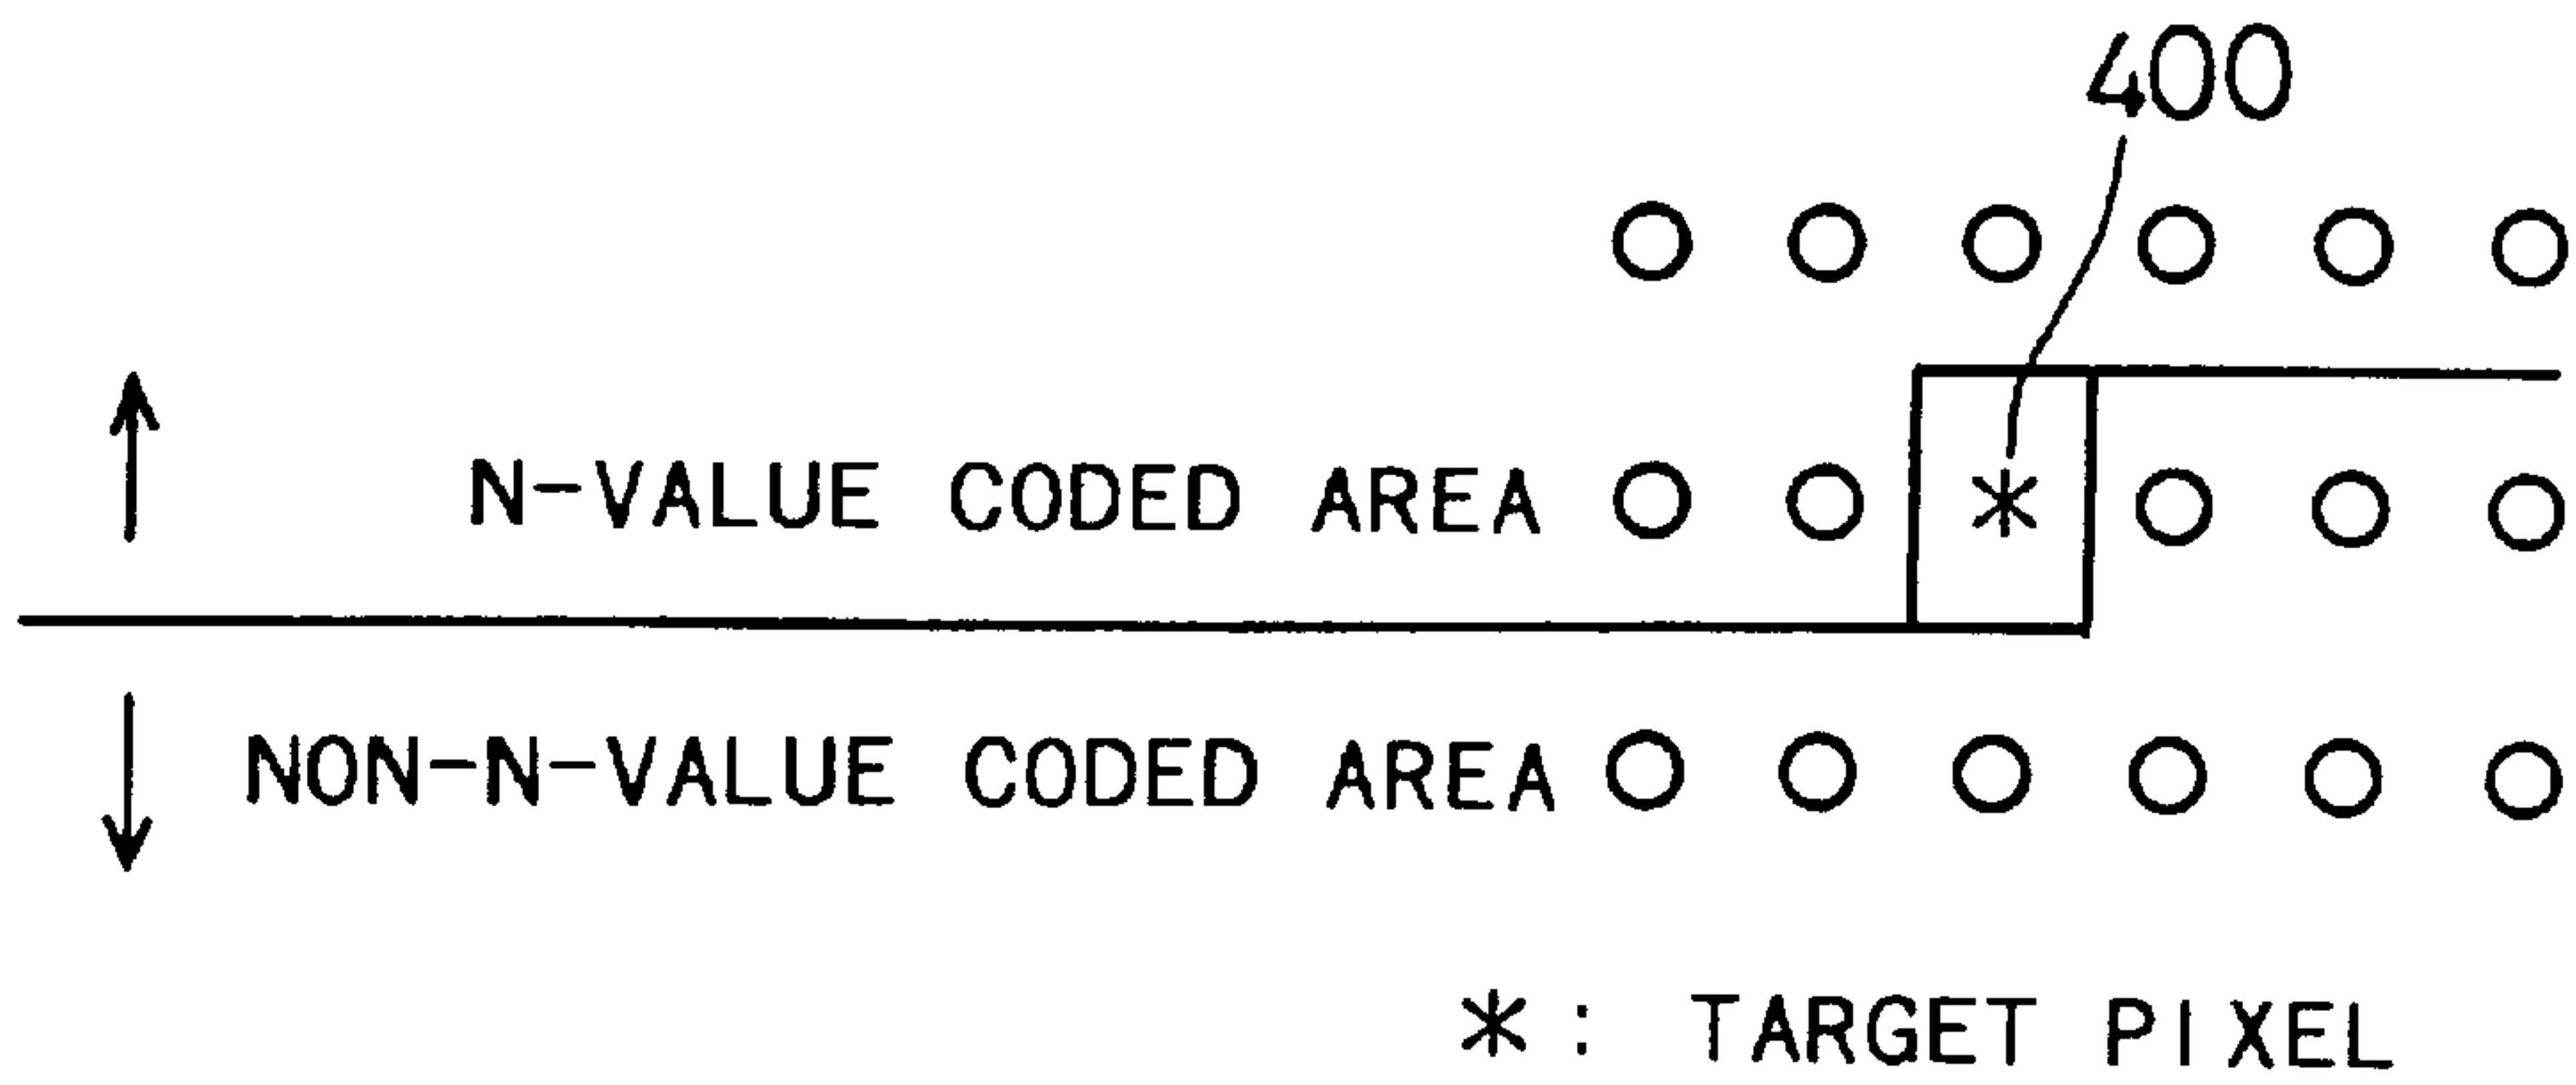 400
N-VALUE CODED AREA
NON-N-VALUE CODED AREA
* : TARGET PIXEL